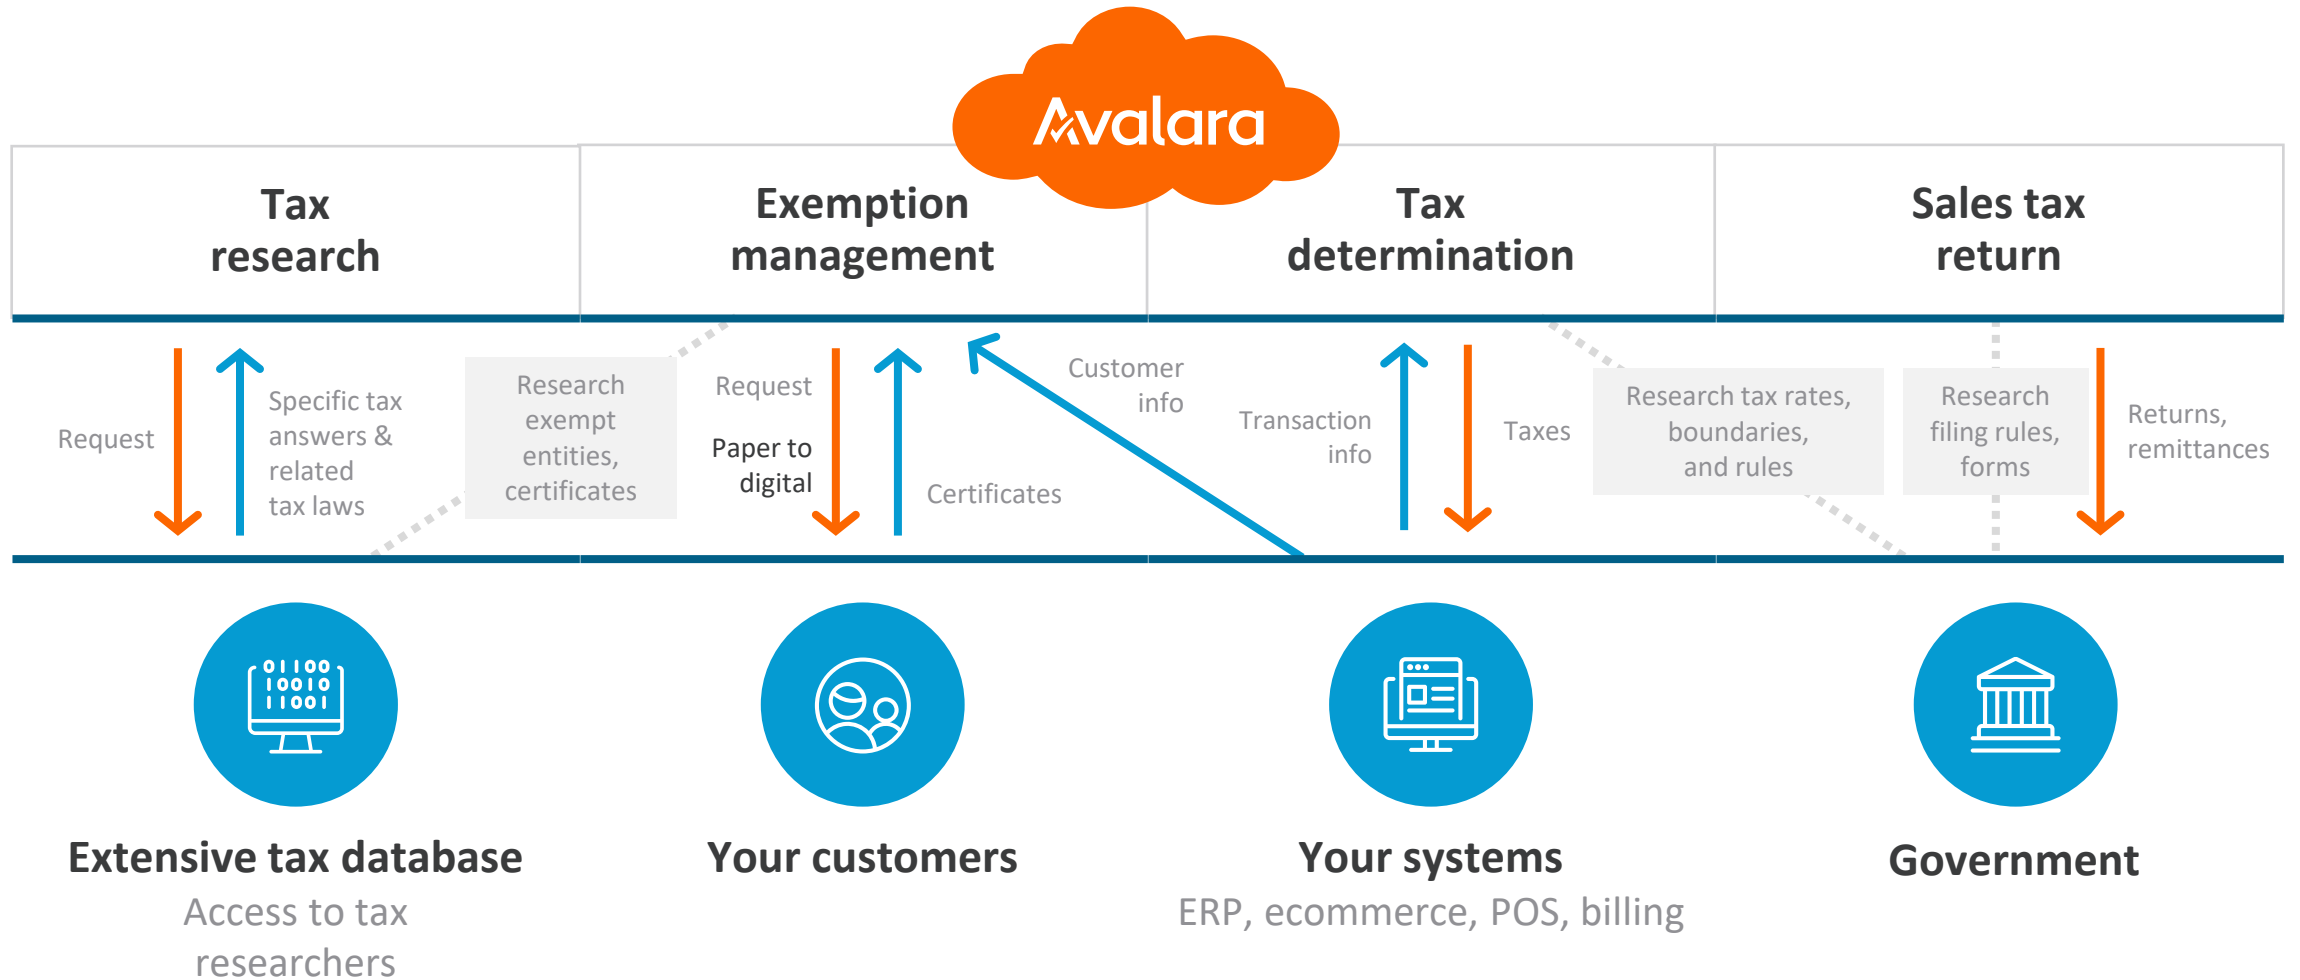 Avalara
Tax
research
Exemption
management
Tax
determination
Sales tax
return
Request
Specific tax
answers &
related
tax laws
Research
exempt
entities,
certificates
Request
Paper to
digital
Certificates
Customer
info
Transaction
info
Taxes
Research tax rates,
boundaries,
and rules
Research
filing rules,
forms
Returns,
remittances
01100
10010
11001
Extensive tax database
Access to tax
researchers
Your customers
Your systems
ERP, ecommerce, POS, billing
Government